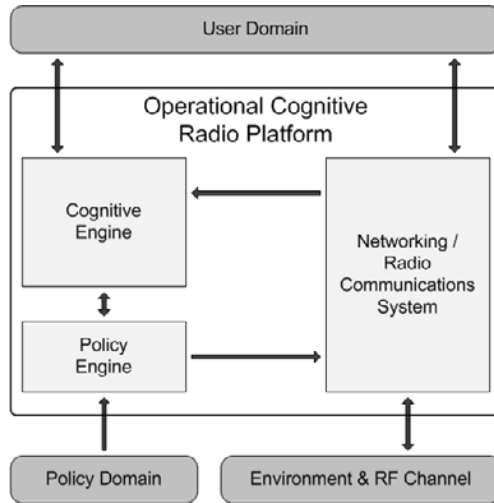 User Domain
Operational Cognitive
Radio Platform
Cognitive
Engine
Networking /
Radio
Communications
System
Policy
Engine
Policy Domain
Environment & RF Channel